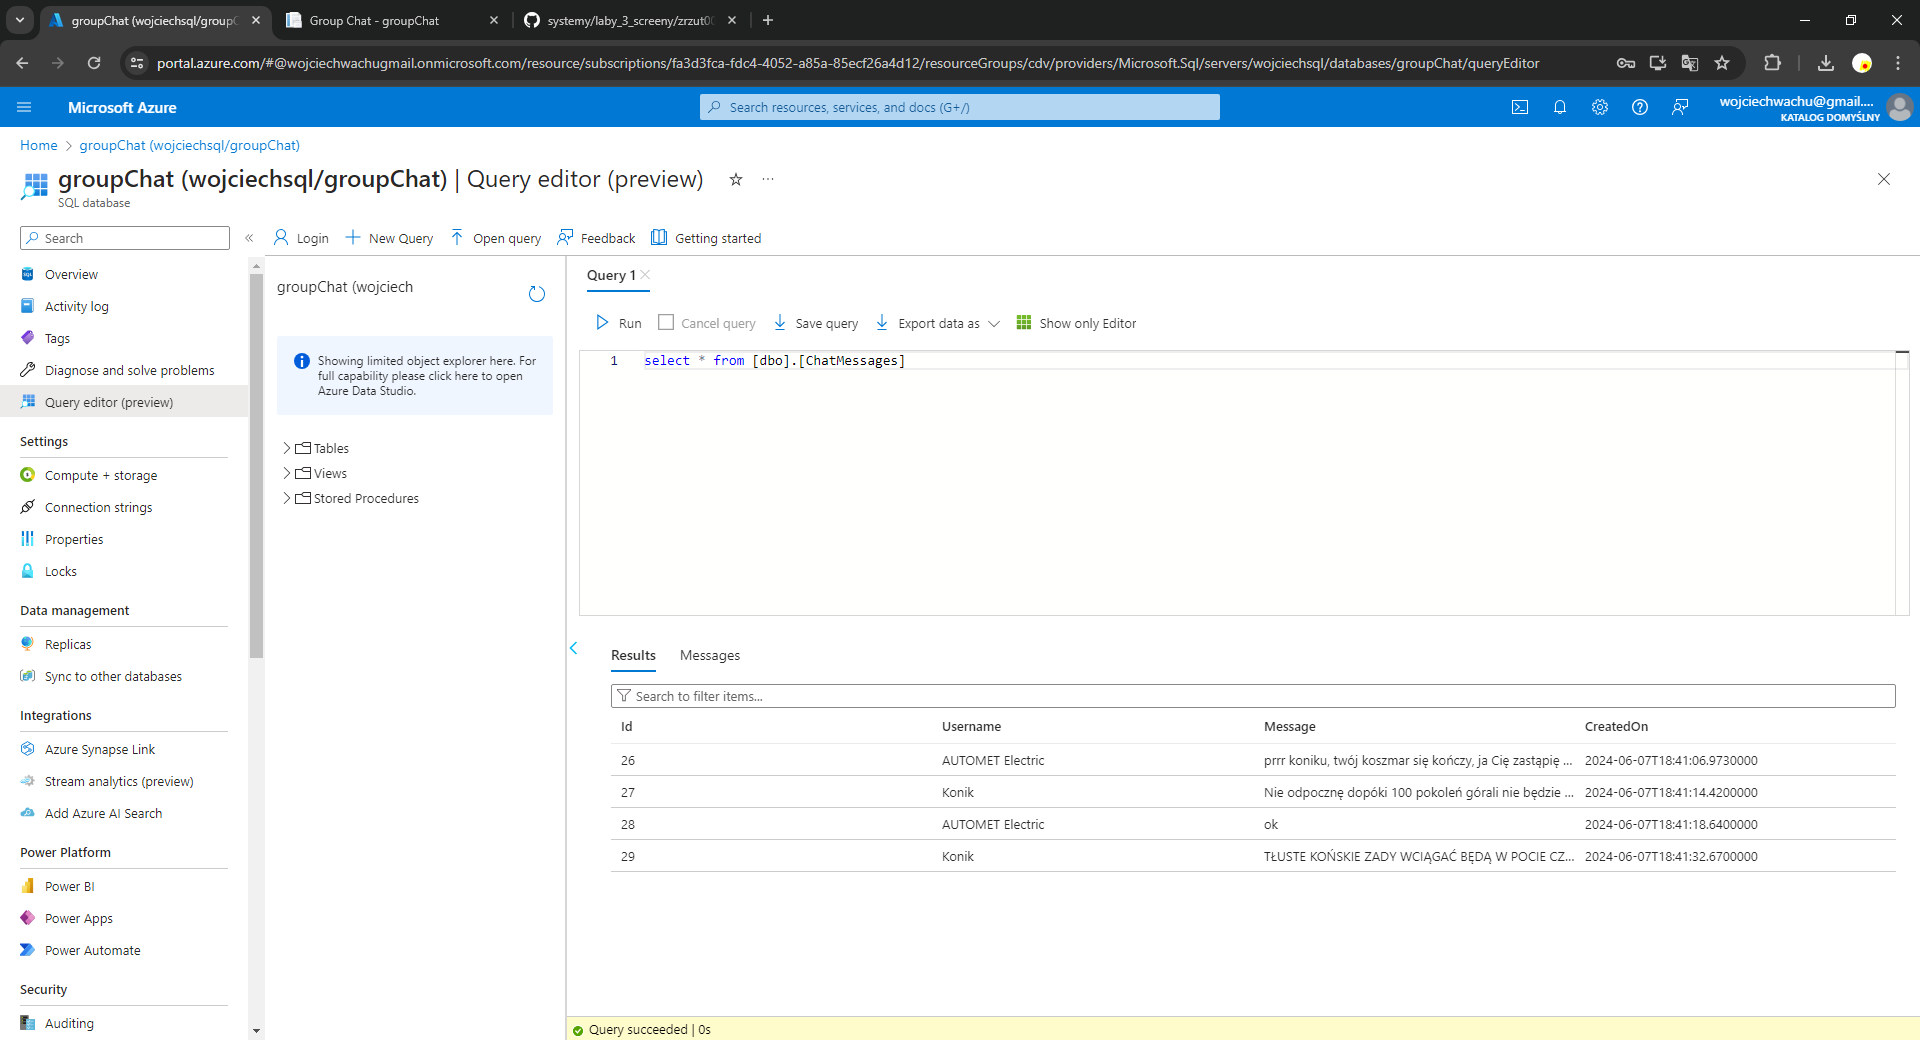 groupChat (wojciechsql/groupC
Group Chat - groupChat
systemy/laby_3_screeny/zrzut00
portal.azure.com/#@wojciechwachugmail.onmicrosoft.com/resource/subscriptions/fa3d3fca-fdc4-4052-a85a-85ecf26a4d12/resourceGroups/cdv/providers/Microsoft.Sql/servers/wojciechsql/databases/groupChat/queryEditor
Microsoft Azure
Search resources, services, and docs (G+/)
wojciechwachu@gmail....
KATALOG DOMYŚLNY
Home
groupChat (wojciechsql/groupChat)
groupChat (wojciechsql/groupChat) | Query editor (preview)
SQL database
Search
Login
New Query
Open query
Feedback
Getting started
Overview
Activity log
Tags
Diagnose and solve problems
Query editor (preview)
Settings
Compute + storage
Connection strings
Properties
Locks
Data management
Replicas
Sync to other databases
Integrations
Azure Synapse Link
Stream analytics (preview)
Add Azure AI Search
Power Platform
Power BI
Power Apps
Power Automate
Security
Auditing
groupChat (wojciech
Showing limited object explorer here. For
full capability please click here to open
Azure Data Studio.
Tables
Views
Stored Procedures
Query 1
Run
Cancel query
Save query
Export data as
Show only Editor
1 select * from [dbo].[ChatMessages]
Results Messages
Search to filter items...
Id Username Message CreatedOn
26 AUTOMET Electric prrr koniku, twój koszmar się kończy, ja Cię zastąpię ... 2024-06-07T18:41:06.9730000
27 Konik Nie odpocznę dopóki 100 pokoleń górali nie będzie ... 2024-06-07T18:41:14.4200000
28 AUTOMET Electric ok 2024-06-07T18:41:18.6400000
29 Konik TŁUSTE KOŃSKIE ZADY WCIĄGAĆ BĘDĄ W POCIE CZ... 2024-06-07T18:41:32.6700000
Query succeeded | 0s